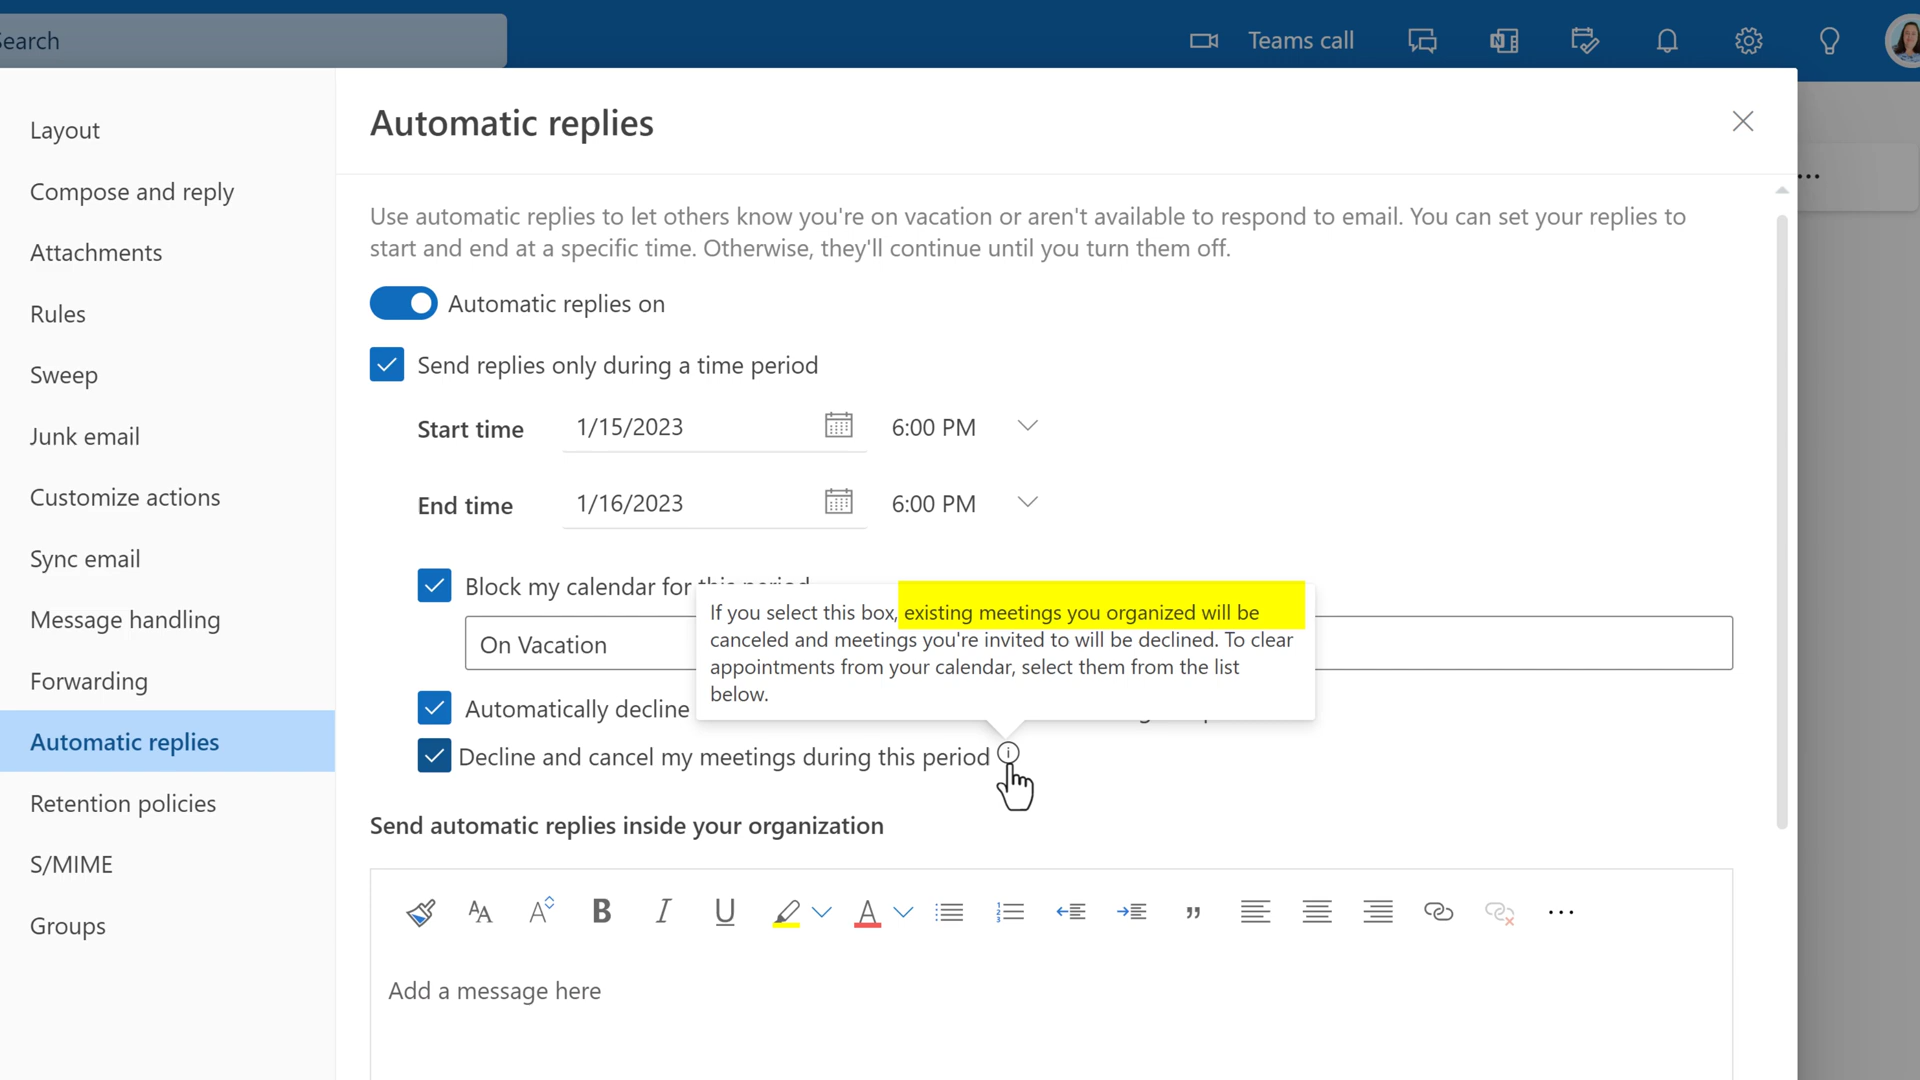 Search
Teams call
Layout
Compose and reply
Attachments
Rules
Sweep
Junk email
Customize actions
Sync email
Message handling
Forwarding
Automatic replies
Retention policies
S/MIME
Groups
Automatic replies
Use automatic replies to let others know you're on vacation or aren't available to respond to email. You can set your replies to
start and end at a specific time. Otherwise, they'll continue until you turn them off.
Automatic replies on
Send replies only during a time period
Start time 1/15/2023 6:00 PM
End time 1/16/2023 6:00 PM
Block my calendar for this period
On Vacation
If you select this box, existing meetings you organized will be
canceled and meetings you're invited to will be declined. To clear
appointments from your calendar, select them from the list
below.
Automatically decline
Decline and cancel my meetings during this period
Send automatic replies inside your organization
Add a message here